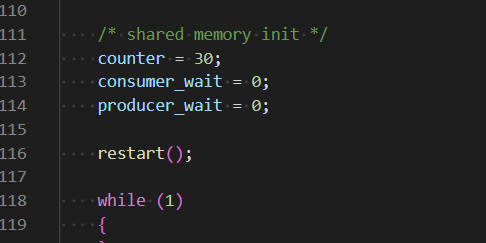 110
111 /* shared memory init */
112 counter = 30;
113 consumer_wait = 0;
114 producer_wait = 0;
115
116 restart();
117
118 while (1)
119 {